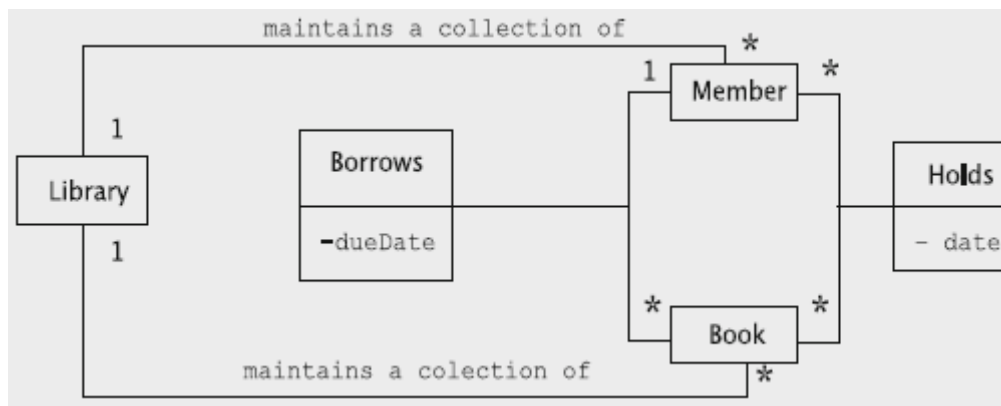 maintains a collection of
*
1
Member
*
1
Borrows
Holds
Library
-dueDate
- date
1
*
Book
*
maintains a colection of
*